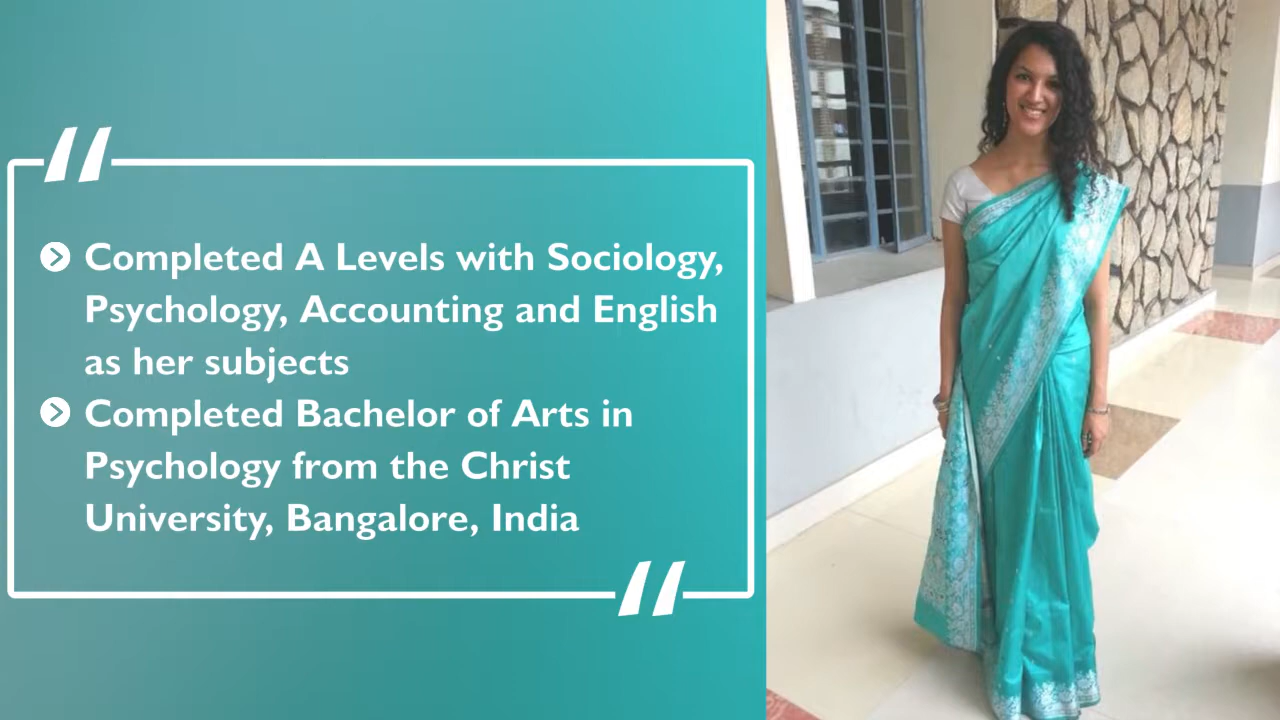 Completed A Levels with Sociology,
Psychology, Accounting and English
as her subjects
Completed Bachelor of Arts in
Psychology from the Christ
University, Bangalore, India